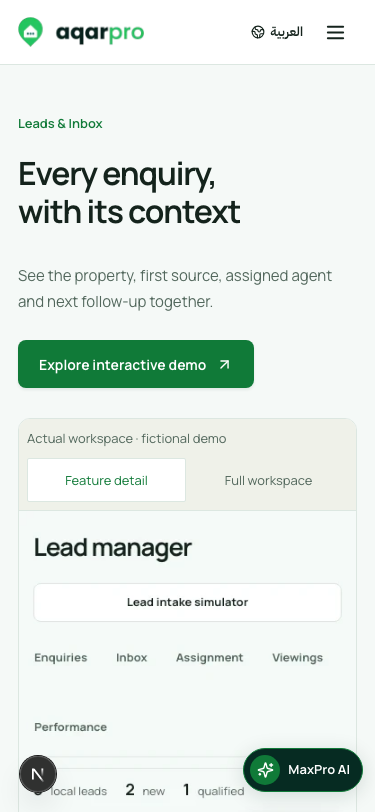 aqarpro
العربية
Leads & Inbox
Every enquiry,
with its context
See the property, first source, assigned agent
and next follow-up together.
Explore interactive demo
Actual workspace · fictional demo
Feature detail
Full workspace
Lead manager
Lead intake simulator
Enquiries Inbox Assignment Viewings
Performance
local leads 2 new 1 qualified
N
MaxPro AI